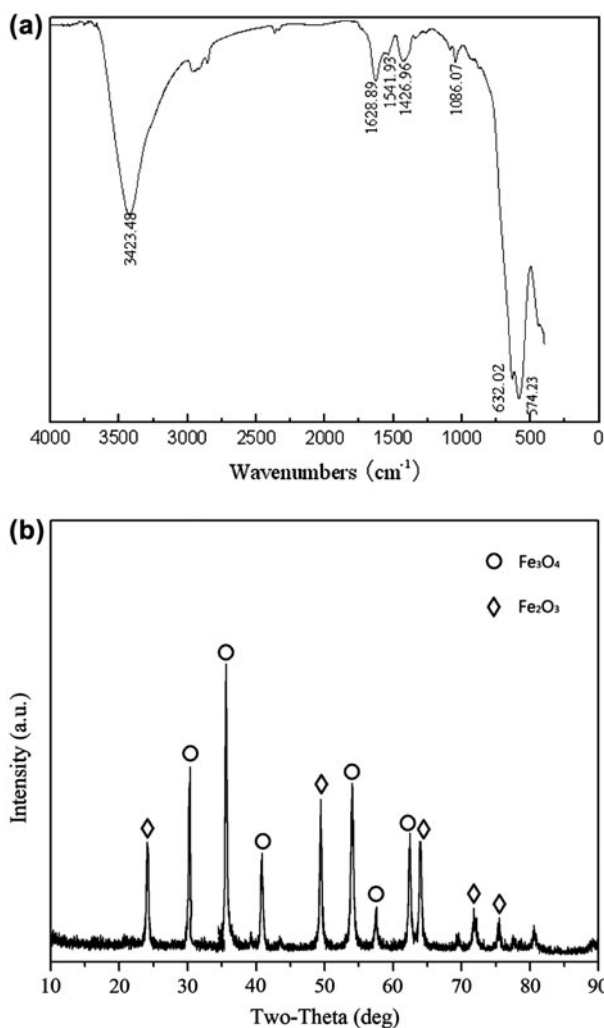 (a)
3423.48
1628.89
1541.93
1426.96
1086.07
632.02
574.23
4000 3500 3000 2500 2000 1500 1000 500 0
Wavenumbers (cm⁻¹)
(b)
Fe₃O₄
Fe₂O₃
Intensity (a.u.)
10 20 30 40 50 60 70 80 90
Two-Theta (deg)